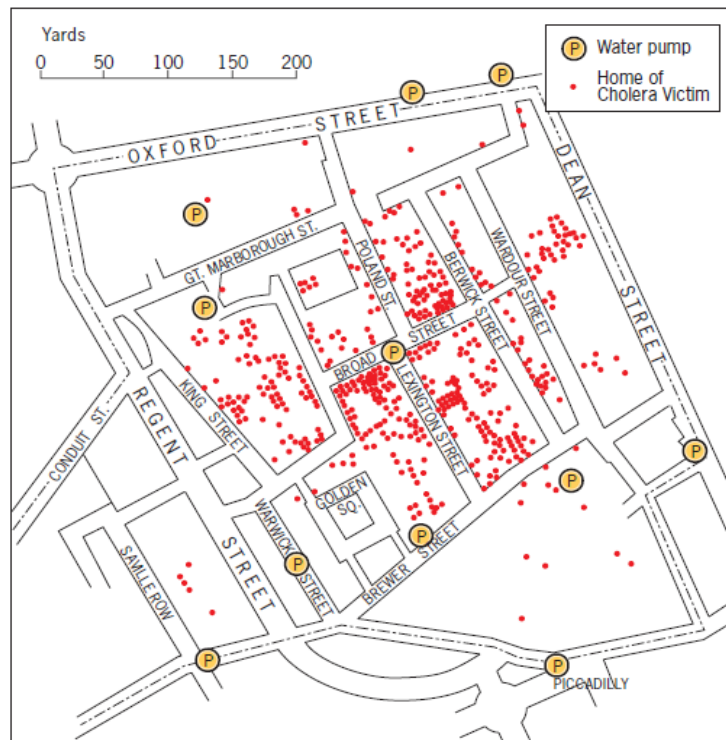 Yards
0 50 100 150 200
P Water pump
Home of
Cholera Victim
P
P
OXFORD STREET
DEAN STREET
P
GT. MARBOROUGH ST.
POLAND ST.
BERWICK STREET
WARDOUR STREET
P
BROAD STREET
P
LEXINGTON STREET
KING STREET
CONDUIT ST.
REGENT STREET
P
P
GOLDEN
SQ.
WARWICK STREET
P
P
BREWER STREET
SAVILLE ROW
P
P
PICCADILLY